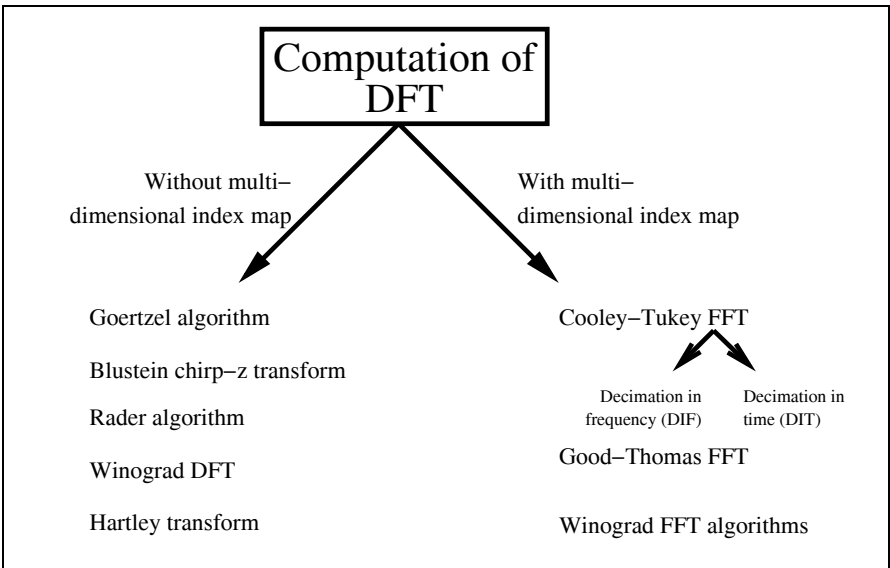 Computation of
DFT
Without multi−
dimensional index map
With multi−
dimensional index map
Goertzel algorithm
Blustein chirp−z transform
Rader algorithm
Winograd DFT
Hartley transform
Cooley−Tukey FFT
Decimation in
frequency (DIF)
Decimation in
time (DIT)
Good−Thomas FFT
Winograd FFT algorithms